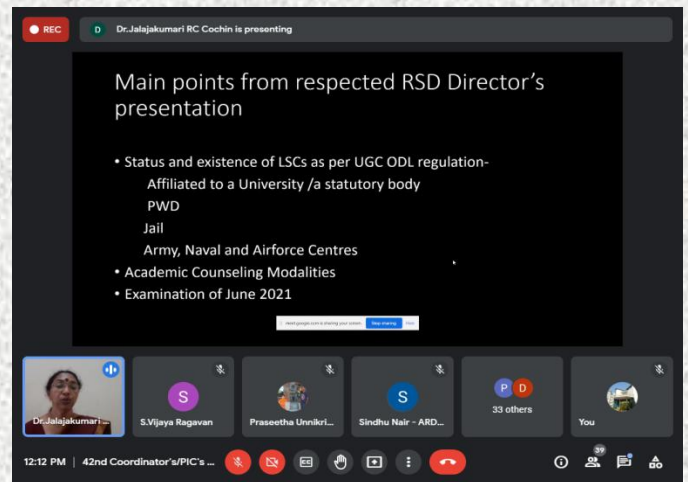 REC
D
Dr.Jalajakumari RC Cochin is presenting
Main points from respected RSD Director's
presentation
• Status and existence of LSCs as per UGC ODL regulation-
Affiliated to a University /a statutory body
PWD
Jail
Army, Naval and Airforce Centres
• Academic Counseling Modalities
• Examination of June 2021
Stop sharing
Hide
S
S
P D
Dr.Jalajakumari ...
S.Vijaya Ragavan
Praseetha Unnikri...
Sindhu Nair - ARD...
33 others
You
12:12 PM | 42nd Coordinator's/PIC's ...
39